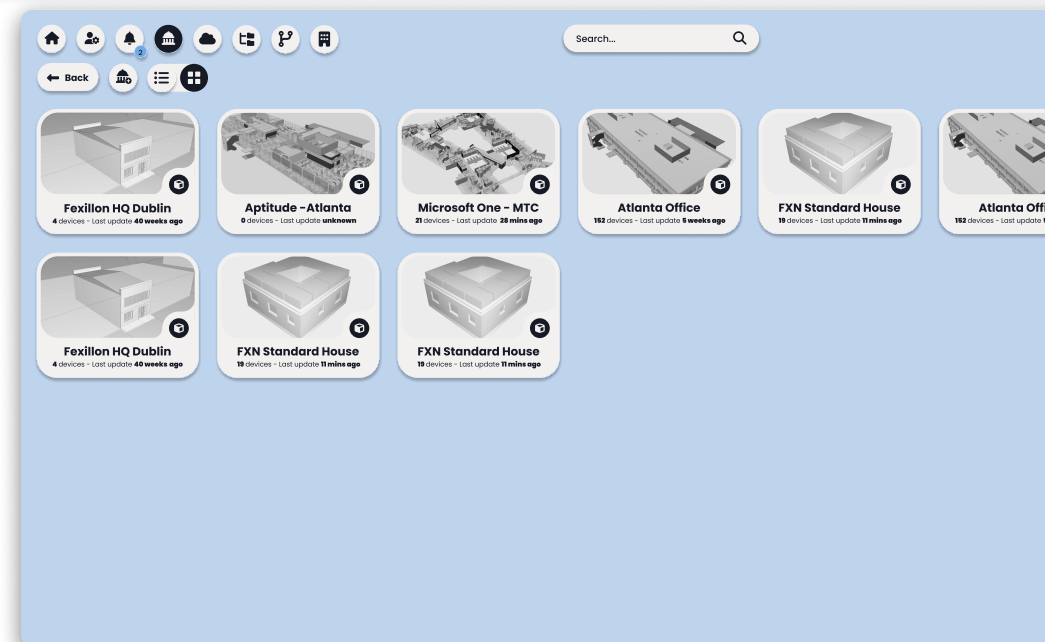 2
Search...
Back
Fexillon HQ Dublin
4 devices - Last update 40 weeks ago
Aptitude -Atlanta
0 devices - Last update unknown
Microsoft One - MTC
21 devices - Last update 28 mins ago
Atlanta Office
152 devices - Last update 5 weeks ago
FXN Standard House
19 devices - Last update 11 mins ago
Atlanta
152 devices - Last update
Fexillon HQ Dublin
4 devices - Last update 40 weeks ago
FXN Standard House
19 devices - Last update 11 mins ago
FXN Standard House
19 devices - Last update 11 mins ago